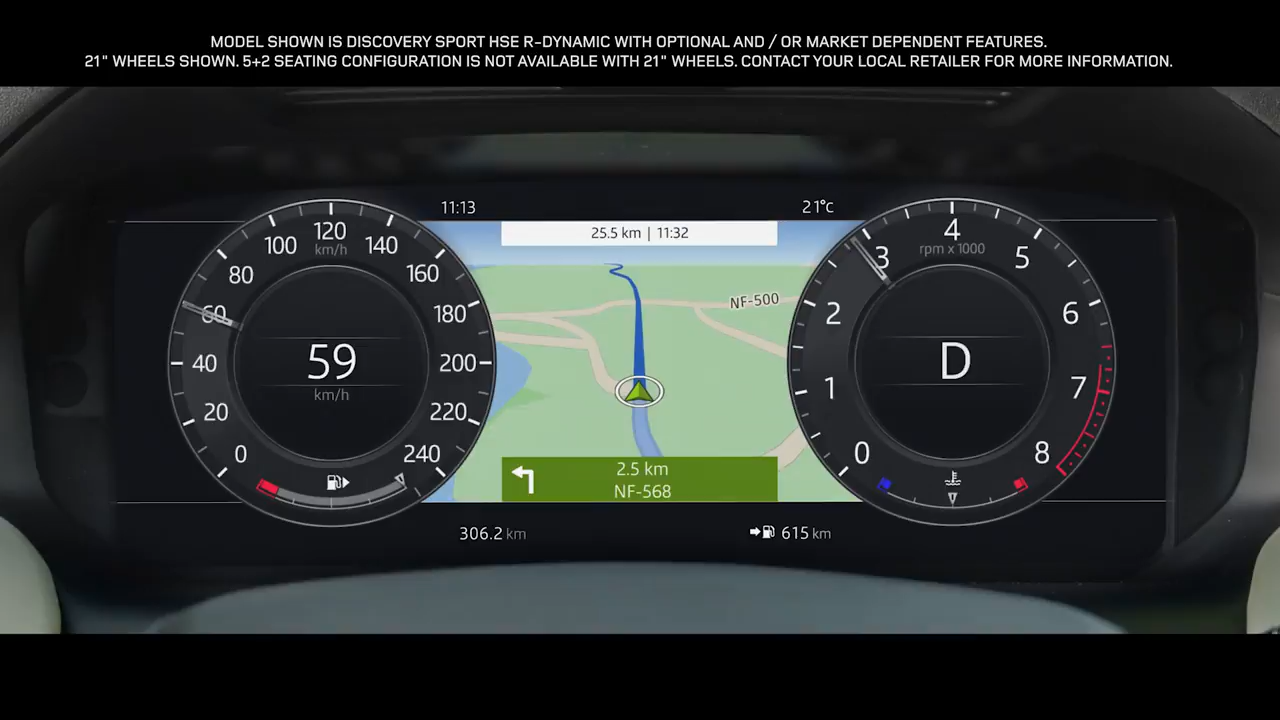 MODEL SHOWN IS DISCOVERY SPORT HSE R-DYNAMIC WITH OPTIONAL AND / OR MARKET DEPENDENT FEATURES.
21" WHEELS SHOWN. 5+2 SEATING CONFIGURATION IS NOT AVAILABLE WITH 21" WHEELS. CONTACT YOUR LOCAL RETAILER FOR MORE INFORMATION.
11:13
21°c
25.5 km | 11:32
0
20
40
60
80
100
120
km/h
140
160
180
200
220
240
59
km/h
NF-500
2.5 km
NF-568
0
1
2
3
4
rpm x 1000
5
6
7
8
D
306.2 km
615 km